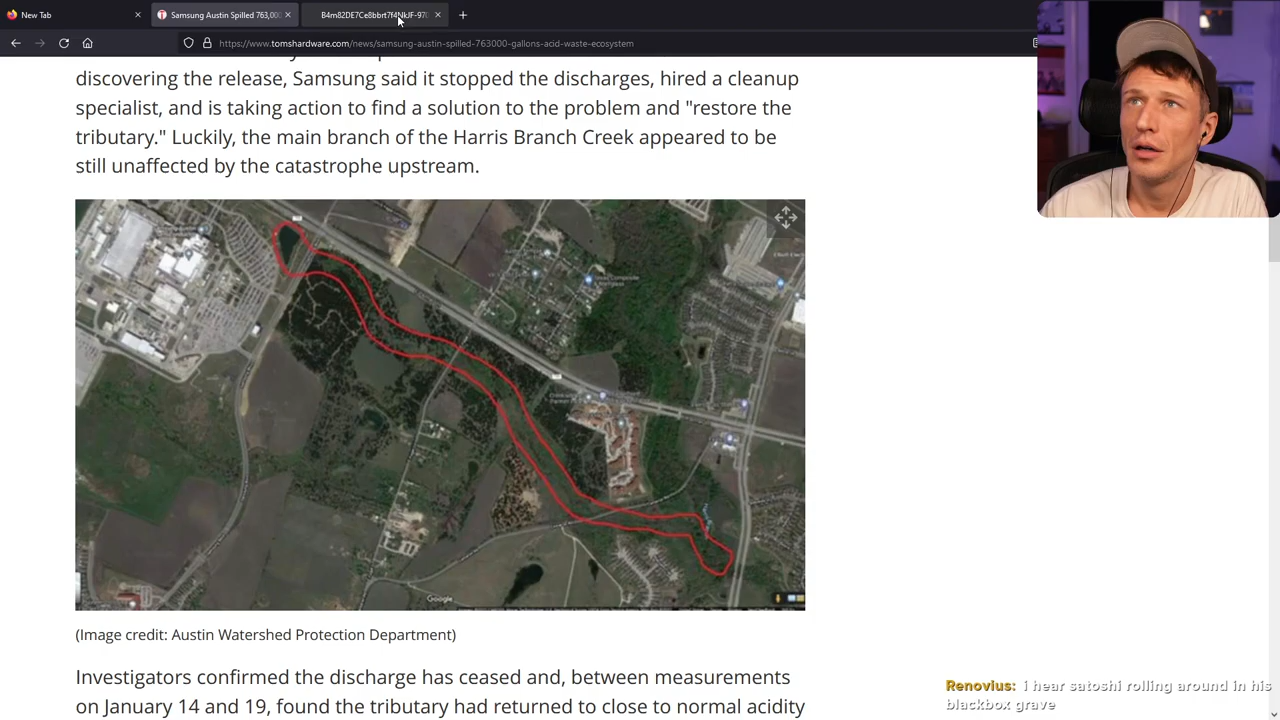 New Tab
Samsung Austin Spilled 763,000
B4m82DE7Ce8bbrt7f4NkJF-970
https://www.tomshardware.com/news/samsung-austin-spilled-763000-gallons-acid-waste-ecosystem
discovering the release, Samsung said it stopped the discharges, hired a cleanup
specialist, and is taking action to find a solution to the problem and "restore the
tributary." Luckily, the main branch of the Harris Branch Creek appeared to be
still unaffected by the catastrophe upstream.
Google
(Image credit: Austin Watershed Protection Department)
Investigators confirmed the discharge has ceased and, between measurements
on January 14 and 19, found the tributary had returned to close to normal acidity
Renovius: i hear satoshi rolling around in his
blackbox grave